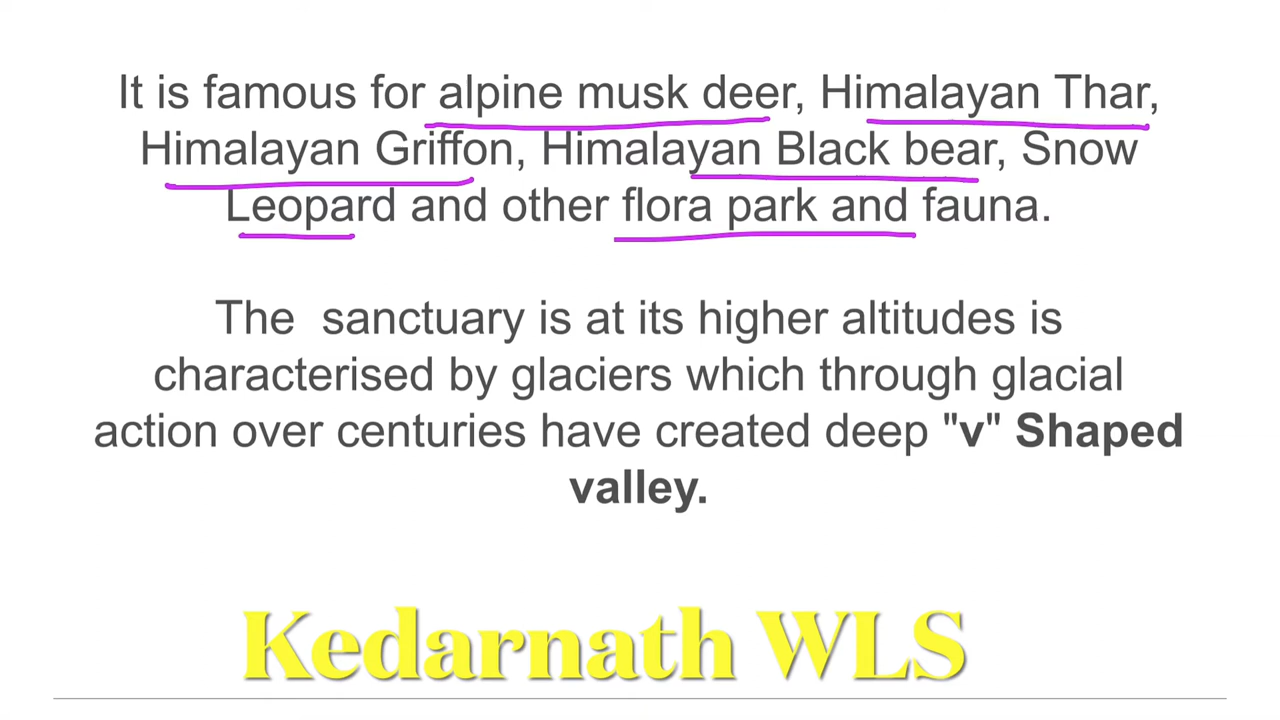 It is famous for alpine musk deer, Himalayan Thar,
Himalayan Griffon, Himalayan Black bear, Snow
Leopard and other flora park and fauna.
The sanctuary is at its higher altitudes is
characterised by glaciers which through glacial
action over centuries have created deep "v" Shaped
valley.
Kedarnath WLS